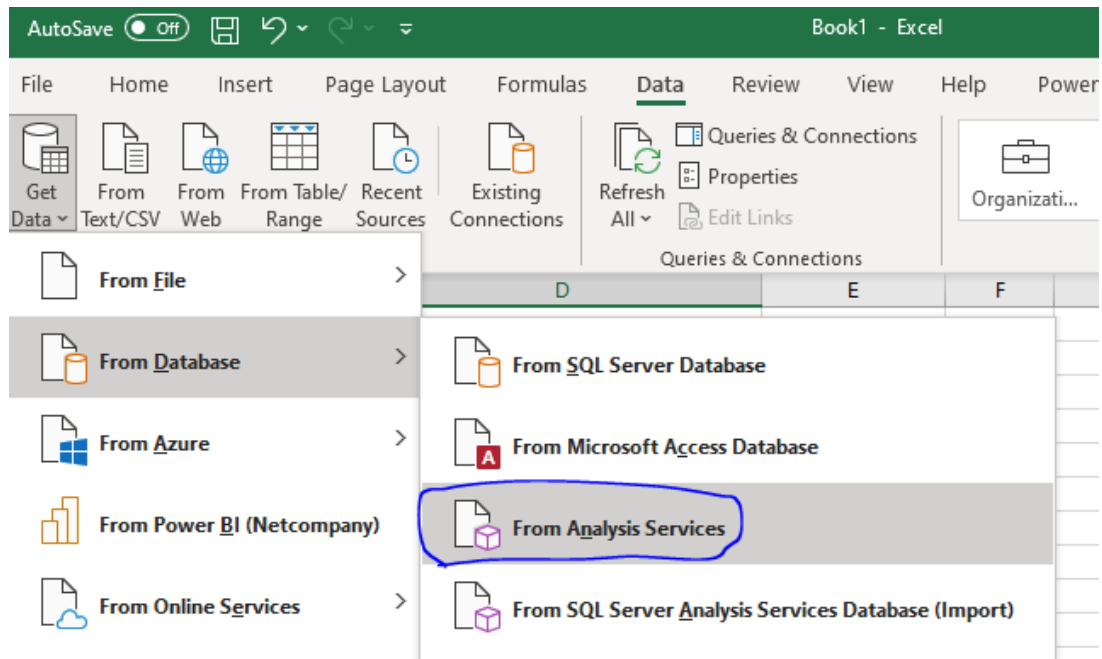 AutoSave Off Book1 - Excel
File Home Insert Page Layout Formulas Data Review View Help Power
Get Data
From Text/CSV
From Web
From Table/ Range
Recent Sources
Existing Connections
Refresh All
Queries & Connections
Properties
Edit Links
Queries & Connections
Organizati...
D E F
From File
From Database
From Azure
From Power BI (Netcompany)
From Online Services
From SQL Server Database
A
From Microsoft Access Database
From Analysis Services
From SQL Server Analysis Services Database (Import)